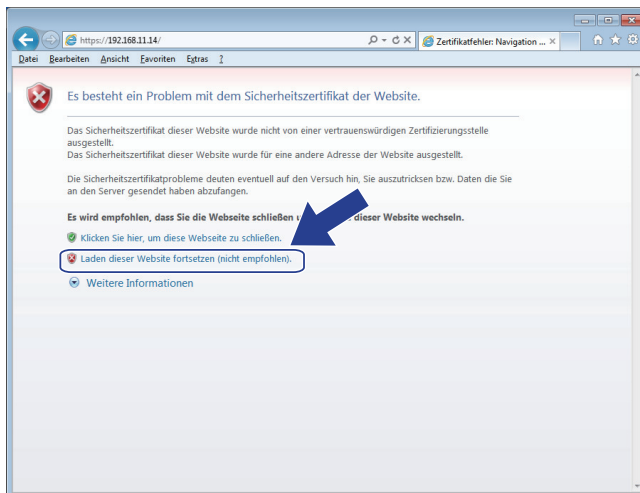 https://192.168.11.14/
Zertifikatfehler: Navigation ...
Datei Bearbeiten Ansicht Favoriten Extras ?
Es besteht ein Problem mit dem Sicherheitszertifikat der Website.
Das Sicherheitszertifikat dieser Website wurde nicht von einer vertrauenswürdigen Zertifizierungsstelle
ausgestellt.
Das Sicherheitszertifikat dieser Website wurde für eine andere Adresse der Website ausgestellt.
Die Sicherheitszertifikatprobleme deuten eventuell auf den Versuch hin, Sie auszutricksen bzw. Daten die Sie
an den Server gesendet haben abzufangen.
Es wird empfohlen, dass Sie die Webseite schließen dieser Website wechseln.
Klicken Sie hier, um diese Webseite zu schließen.
Laden dieser Website fortsetzen (nicht empfohlen).
Weitere Informationen